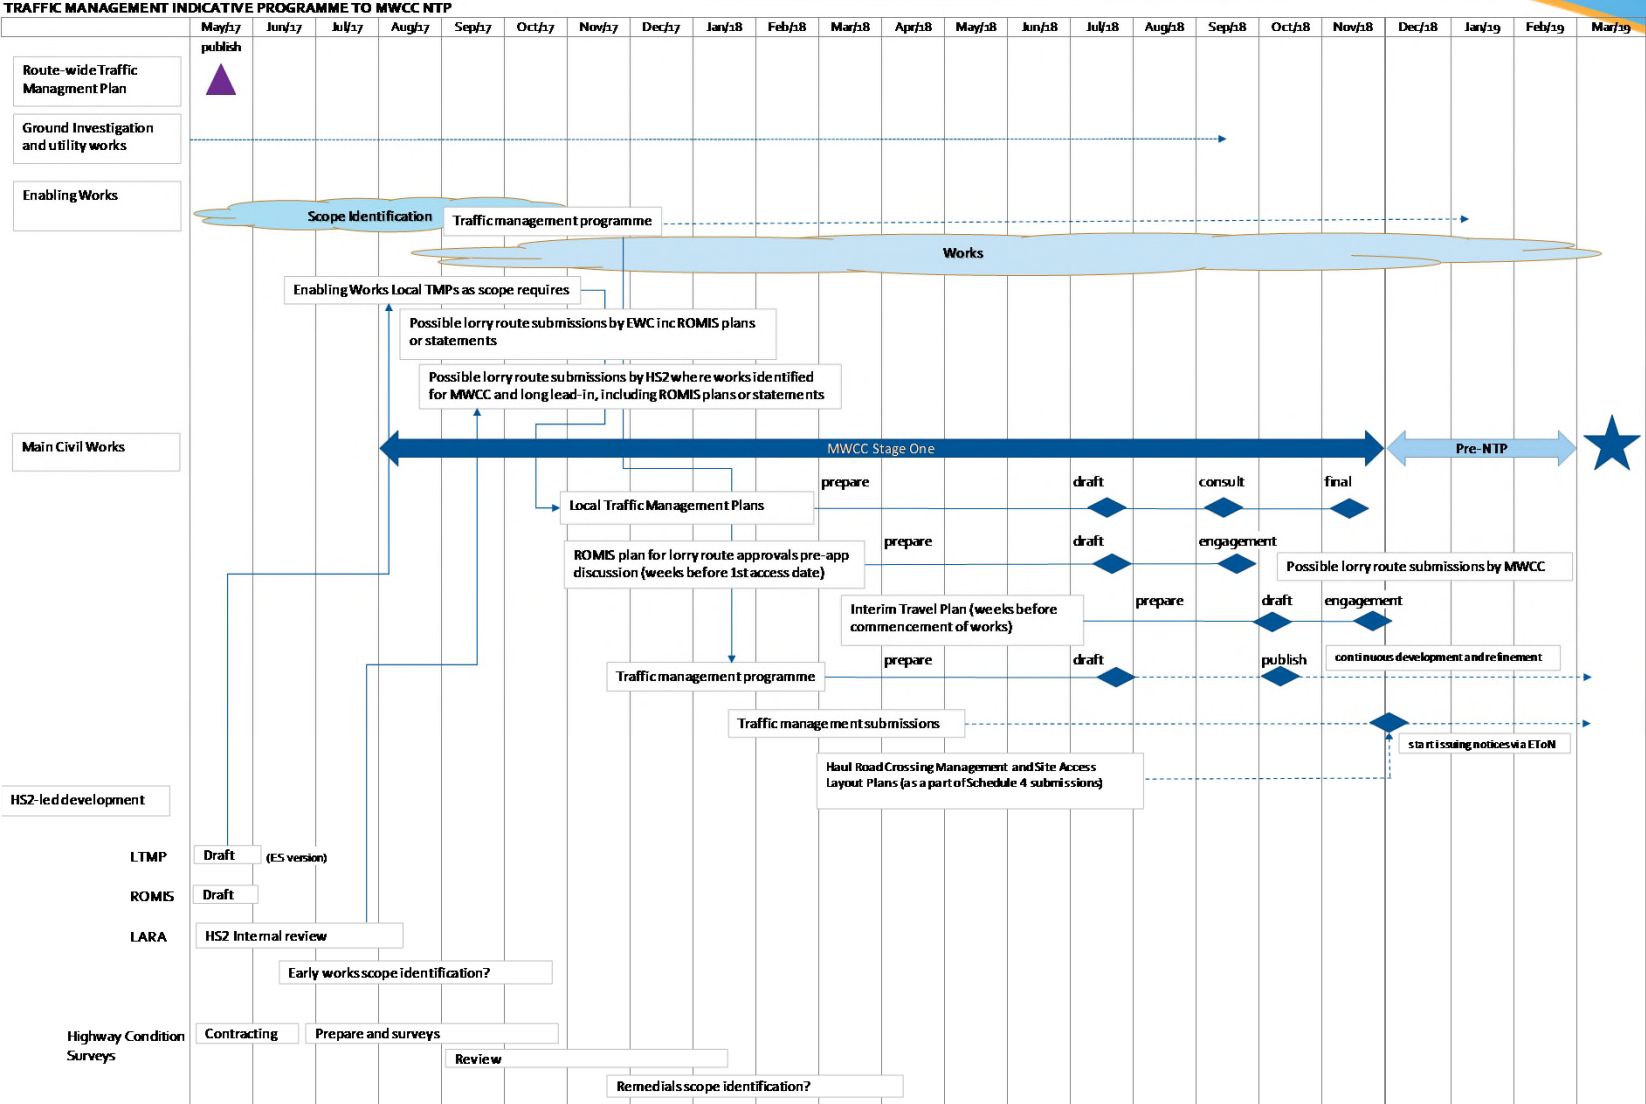 TRAFFIC MANAGEMENT INDICATIVE PROGRAMME TO MWCC NTP
May/17 Jun/17 Jul/17 Aug/17 Sep/17 Oct/17 Nov/17 Dec/17 Jan/18 Feb/18 Mar/18 Apr/18 May/18 Jun/18 Jul/18 Aug/18 Sep/18 Oct/18 Nov/18 Dec/18 Jan/19 Feb/19 Mar/19
publish
Route-wide Traffic
Managment Plan
Ground Investigation
and utility works
Enabling Works
Scope Identification
Traffic management programme
Works
Enabling Works Local TMPs as scope requires
Possible lorry route submissions by EWC inc ROMIS plans
or statements
Possible lorry route submissions by HS2 where works identified
for MWCC and long lead-in, including ROMIS plans or statements
Main Civil Works
MWCC Stage One
Pre-NTP
prepare draft consult final
Local Traffic Management Plans
prepare draft engagement
ROMIS plan for lorry route approvals pre-app
discussion (weeks before 1st access date)
Possible lorry route submissions by MWCC
prepare draft engagement
Interim Travel Plan (weeks before
commencement of works)
prepare draft publish
continuous development and refinement
Traffic management programme
Traffic management submissions
start issuing notices via EToN
Haul Road Crossing Management and Site Access
Layout Plans (as a part of Schedule 4 submissions)
HS2-led development
LTMP Draft (ES version)
ROMIS Draft
LARA HS2 Internal review
Early works scope identification?
Highway Condition
Surveys
Contracting Prepare and surveys
Review
Remedials scope identification?